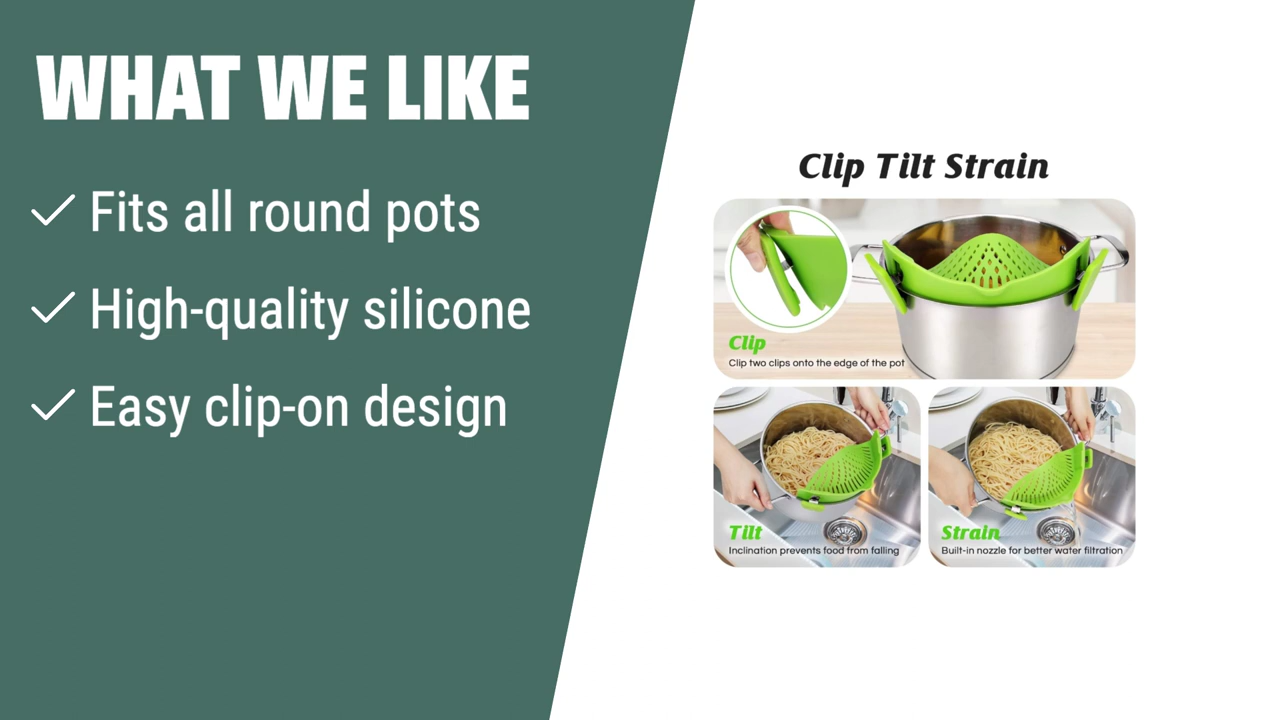 WHAT WE LIKE
Fits all round pots
High-quality silicone
Easy clip-on design
Clip Tilt Strain
Clip
Clip two clips onto the edge of the pot
Tilt
Inclination prevents food from falling
Strain
Built-in nozzle for better water filtration